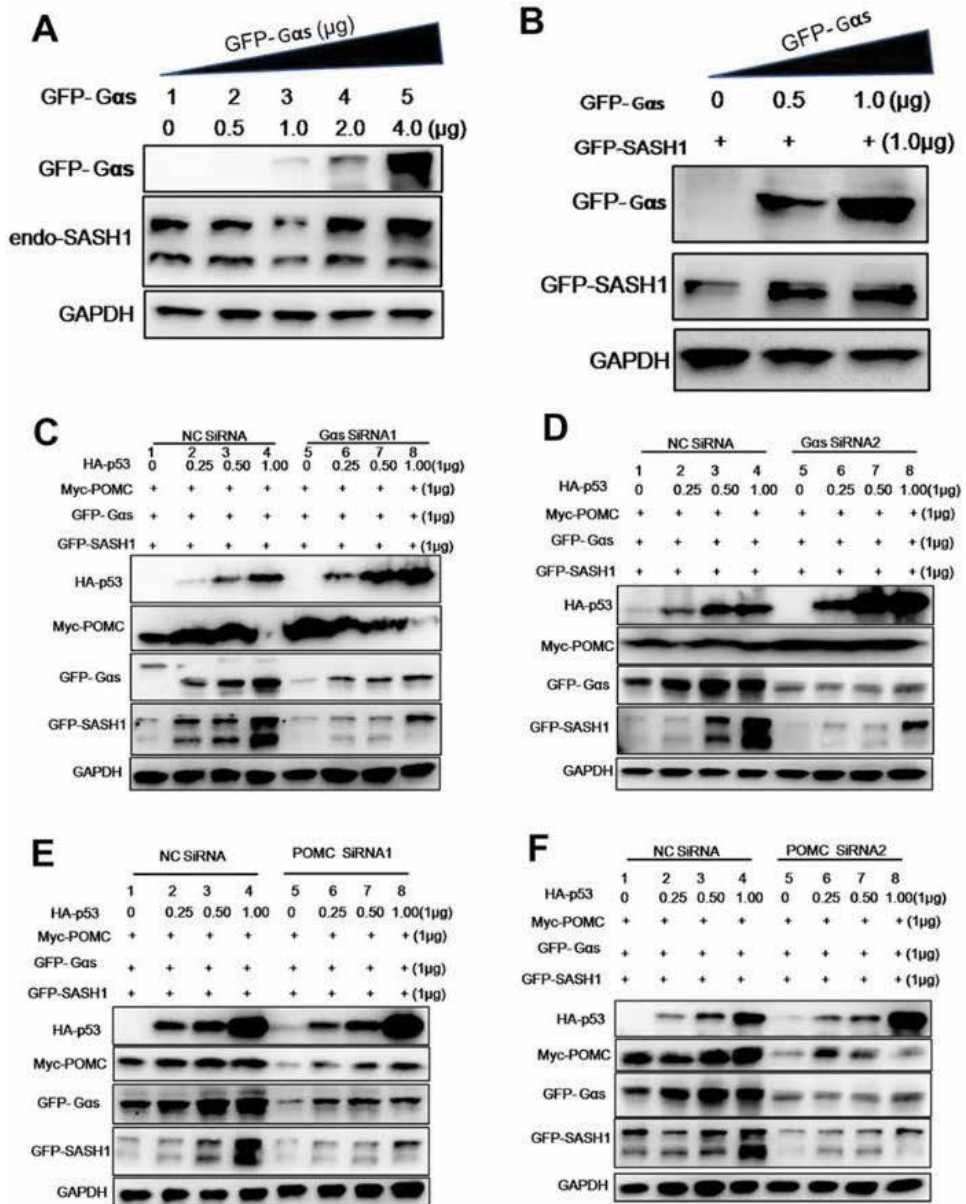 A
GFP-Gαs (µg)
GFP-Gαs 1 2 3 4 5
0 0.5 1.0 2.0 4.0 (µg)
GFP-Gαs
endo-SASH1
GAPDH
B
GFP-Gαs
GFP-Gαs 0 0.5 1.0 (µg)
GFP-SASH1 + + + (1.0µg)
GFP-Gαs
GFP-SASH1
GAPDH
C
NC SiRNA Gαs SiRNA1
1 2 3 4 5 6 7 8
HA-p53 0 0.25 0.50 1.00 0 0.25 0.50 1.00(1µg)
Myc-POMC + + + + + + + +(1µg)
GFP-Gαs + + + + + + + +(1µg)
GFP-SASH1 + + + + + + + +(1µg)
HA-p53
Myc-POMC
GFP-Gαs
GFP-SASH1
GAPDH
D
NC SiRNA Gαs SiRNA2
1 2 3 4 5 6 7 8
HA-p53 0 0.25 0.50 1.00 0 0.25 0.50 1.00(1µg)
Myc-POMC + + + + + + + +(1µg)
GFP-Gαs + + + + + + + +(1µg)
GFP-SASH1 + + + + + + + +(1µg)
HA-p53
Myc-POMC
GFP-Gαs
GFP-SASH1
GAPDH
E
NC SiRNA POMC SiRNA1
1 2 3 4 5 6 7 8
HA-p53 0 0.25 0.50 1.00 0 0.25 0.50 1.00(1µg)
Myc-POMC + + + + + + + +(1µg)
GFP-Gαs + + + + + + + +(1µg)
GFP-SASH1 + + + + + + + +(1µg)
HA-p53
Myc-POMC
GFP-Gαs
GFP-SASH1
GAPDH
F
NC SiRNA POMC SiRNA2
1 2 3 4 5 6 7 8
HA-p53 0 0.25 0.50 1.00 0 0.25 0.50 1.00(1µg)
Myc-POMC + + + + + + + +(1µg)
GFP-Gαs + + + + + + + +(1µg)
GFP-SASH1 + + + + + + + +(1µg)
HA-p53
Myc-POMC
GFP-Gαs
GFP-SASH1
GAPDH